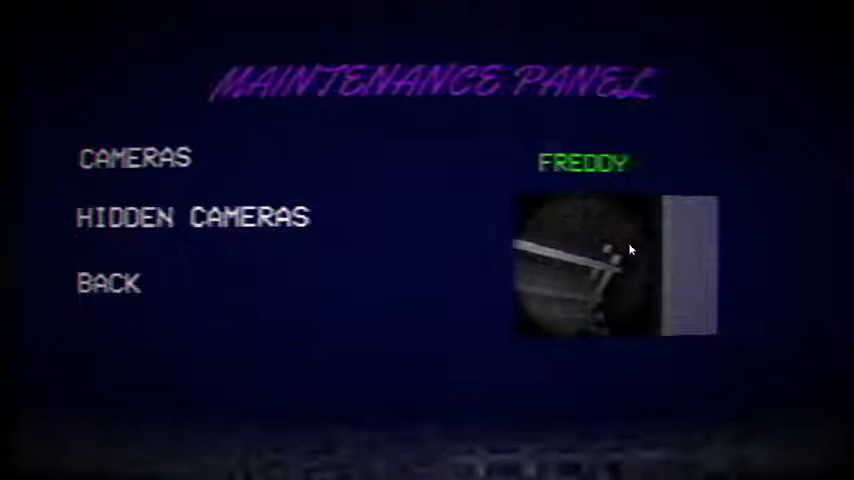 MAINTENANCE PANEL
CAMERAS
FREDDY
HIDDEN CAMERAS
BACK